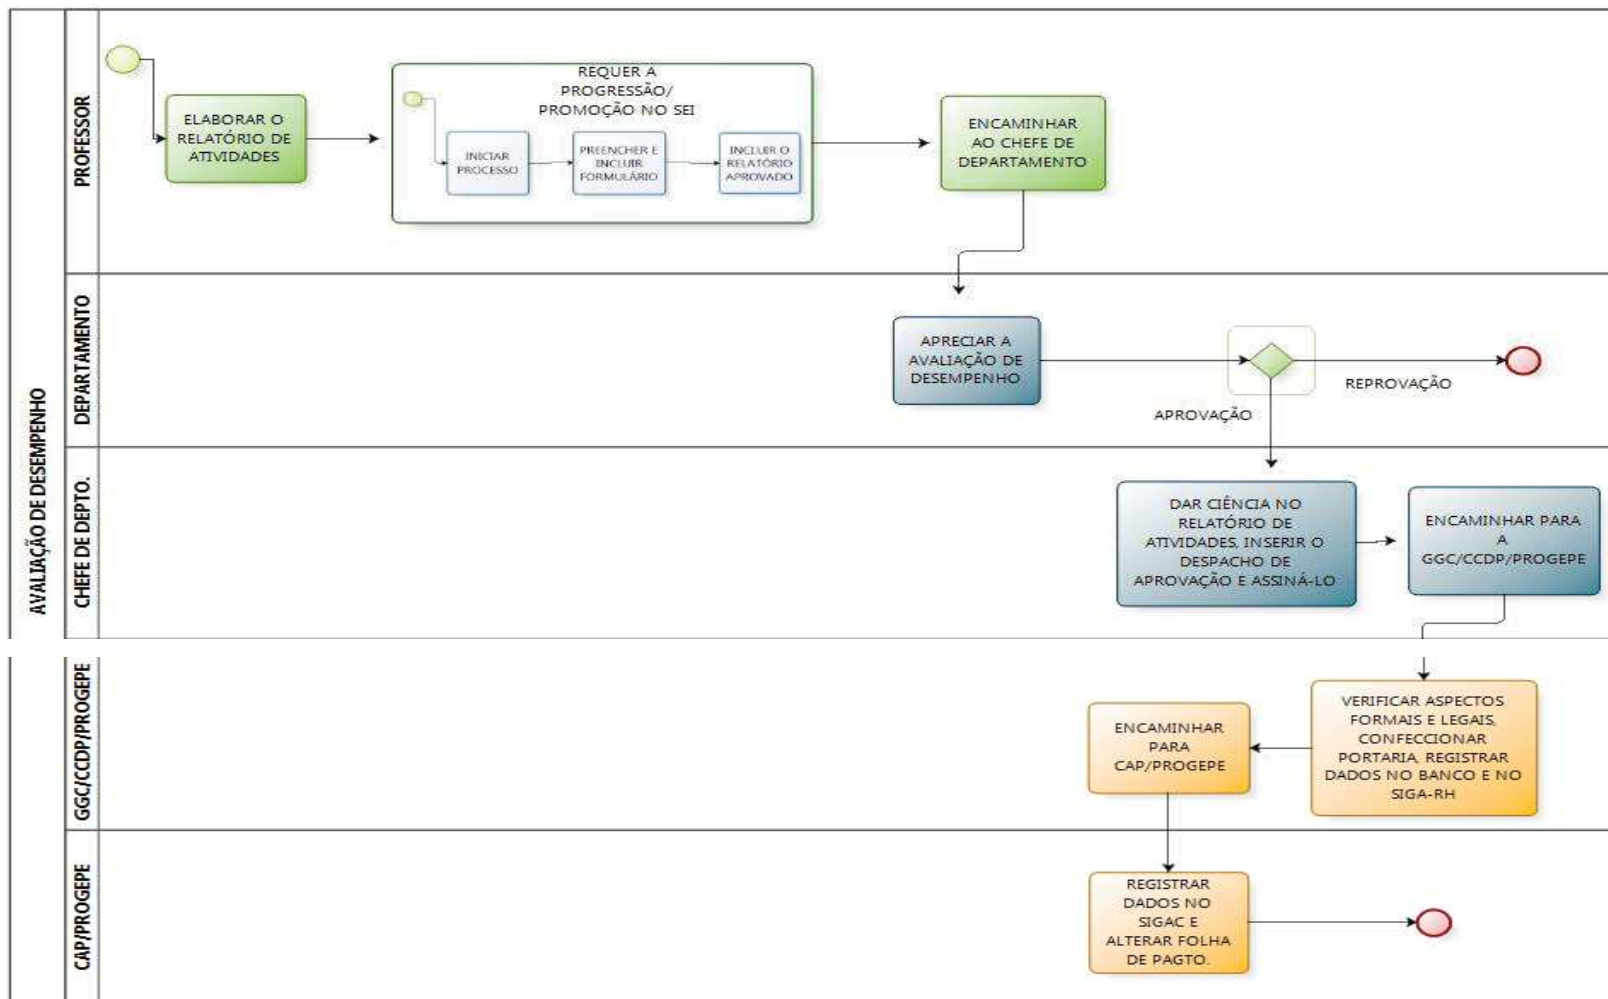 AVALIAÇÃO DE DESEMPENHO
PROFESSOR
ELABORAR O
RELATÓRIO DE
ATIVIDADES
REQUER A
PROGRESSÃO/
PROMOÇÃO NO SEI
INICIAR
PROCESSO
PREENCHER E
INCLUIR
FORMULÁRIO
INCLUIR O
RELATÓRIO
APROVADO
ENCAMINHAR
AO CHEFE DE
DEPARTAMENTO
DEPARTAMENTO
APRECIAR A
AVALIAÇÃO DE
DESEMPENHO
REPROVAÇÃO
APROVAÇÃO
CHEFE DE DEPTO.
DAR CIÊNCIA NO
RELATÓRIO DE
ATIVIDADES, INSERIR O
DESPACHO DE
APROVAÇÃO E ASSINÁ-LO
ENCAMINHAR PARA
A
GGC/CCDP/PROGEPE
GGC/CCDP/PROGEPE
VERIFICAR ASPECTOS
FORMAIS E LEGAIS,
CONFECCIONAR
PORTARIA, REGISTRAR
DADOS NO BANCO E NO
SIGA-RH
ENCAMINHAR
PARA
CAP/PROGEPE
CAP/PROGEPE
REGISTRAR
DADOS NO
SIGAC E
ALTERAR FOLHA
DE PAGTO.